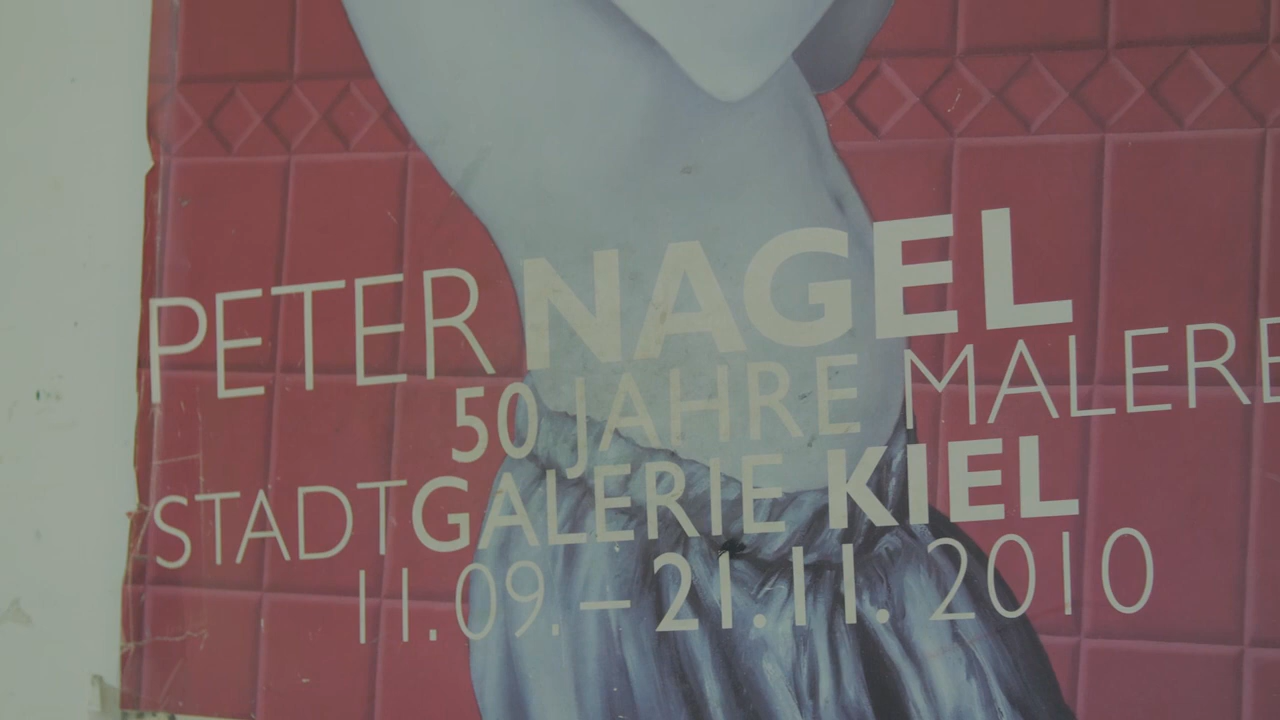 PETER NAGEL
50 JAHRE MALERE
STADTGALERIE KIEL
11.09. – 21.11. 2010